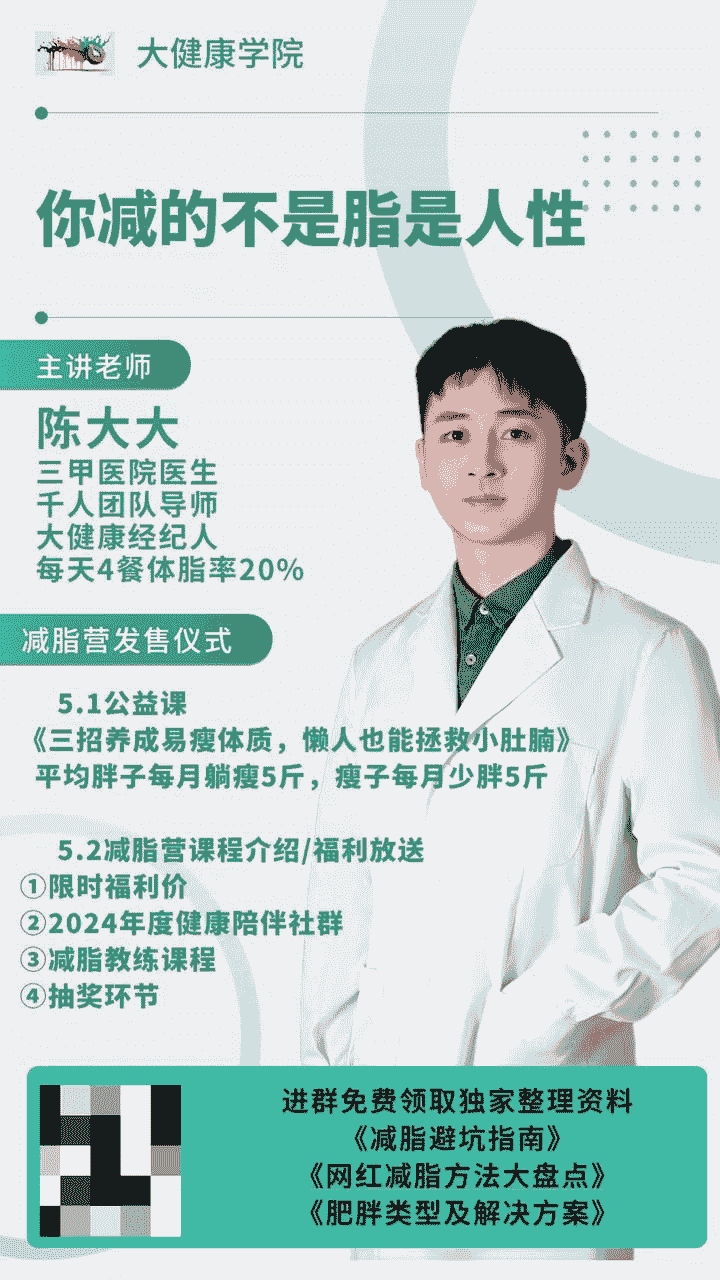 大健康学院
你减的不是脂是人性
主讲老师
陈大大
三甲医院医生
千人团队导师
大健康经纪人
每天4餐体脂率20%
减脂营发售仪式
5.1公益课
《三招养成易瘦体质，懒人也能拯救小肚腩》
平均胖子每月躺瘦5斤，瘦子每月少胖5斤
5.2减脂营课程介绍/福利放送
①限时福利价
②2024年度健康陪伴社群
③减脂教练课程
④抽奖环节
进群免费领取独家整理资料
《减脂避坑指南》
《网红减脂方法大盘点》
《肥胖类型及解决方案》